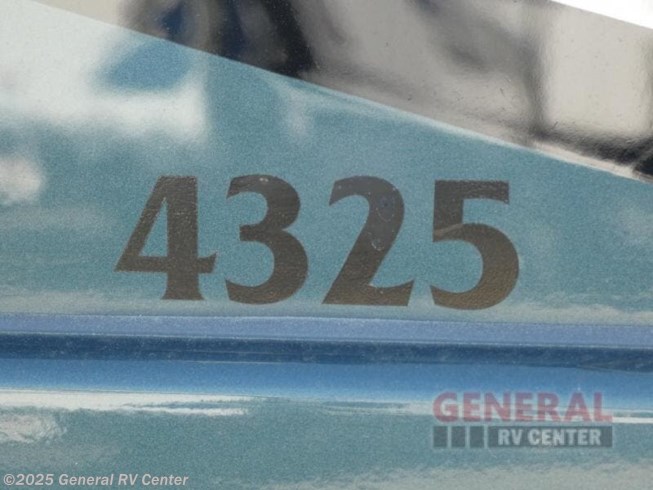 4325
GENERAL
RV CENTER
©2025 General RV Center